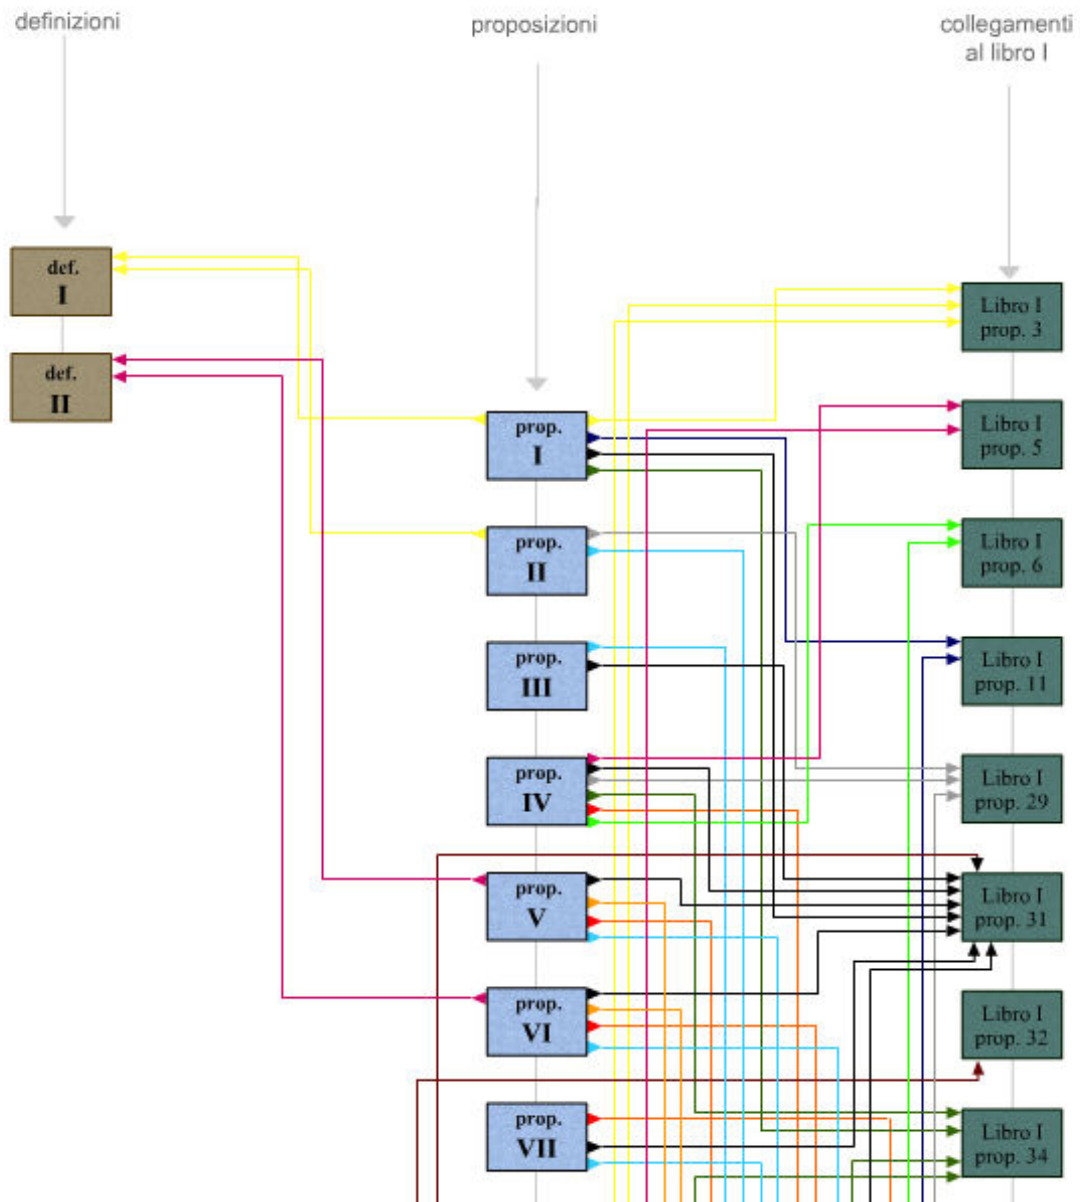 definizioni
proposizioni
collegamenti
al libro I
def.
I
def.
II
prop.
I
prop.
II
prop.
III
prop.
IV
prop.
V
prop.
VI
prop.
VII
Libro I
prop. 3
Libro I
prop. 5
Libro I
prop. 6
Libro I
prop. 11
Libro I
prop. 29
Libro I
prop. 31
Libro I
prop. 32
Libro I
prop. 34